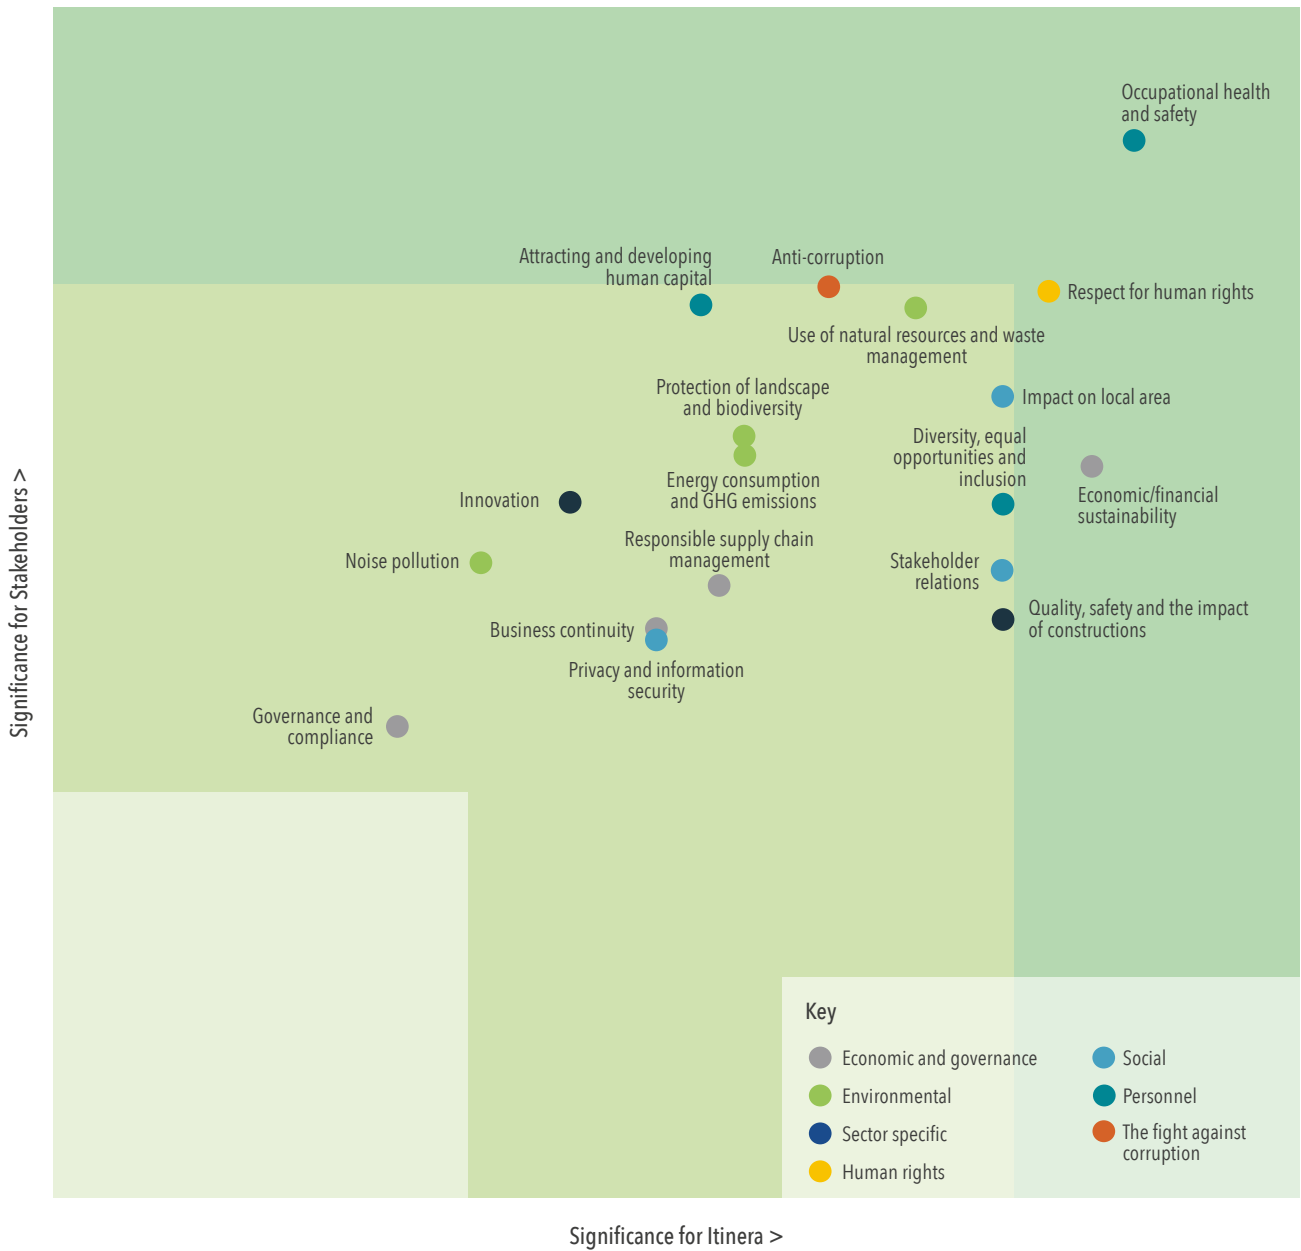 Occupational health
and safety
Attracting and developing
human capital
Anti-corruption
Respect for human rights
Use of natural resources and waste
management
Protection of landscape
and biodiversity
Impact on local area
Diversity, equal
opportunities and
inclusion
Energy consumption
and GHG emissions
Economic/financial
sustainability
Innovation
Responsible supply chain
management
Noise pollution
Stakeholder
relations
Quality, safety and the impact
of constructions
Business continuity
Privacy and information
security
Governance and
compliance
Significance for Stakeholders >
Key
Economic and governance
Environmental
Sector specific
Human rights
Social
Personnel
The fight against
corruption
Significance for Itinera >